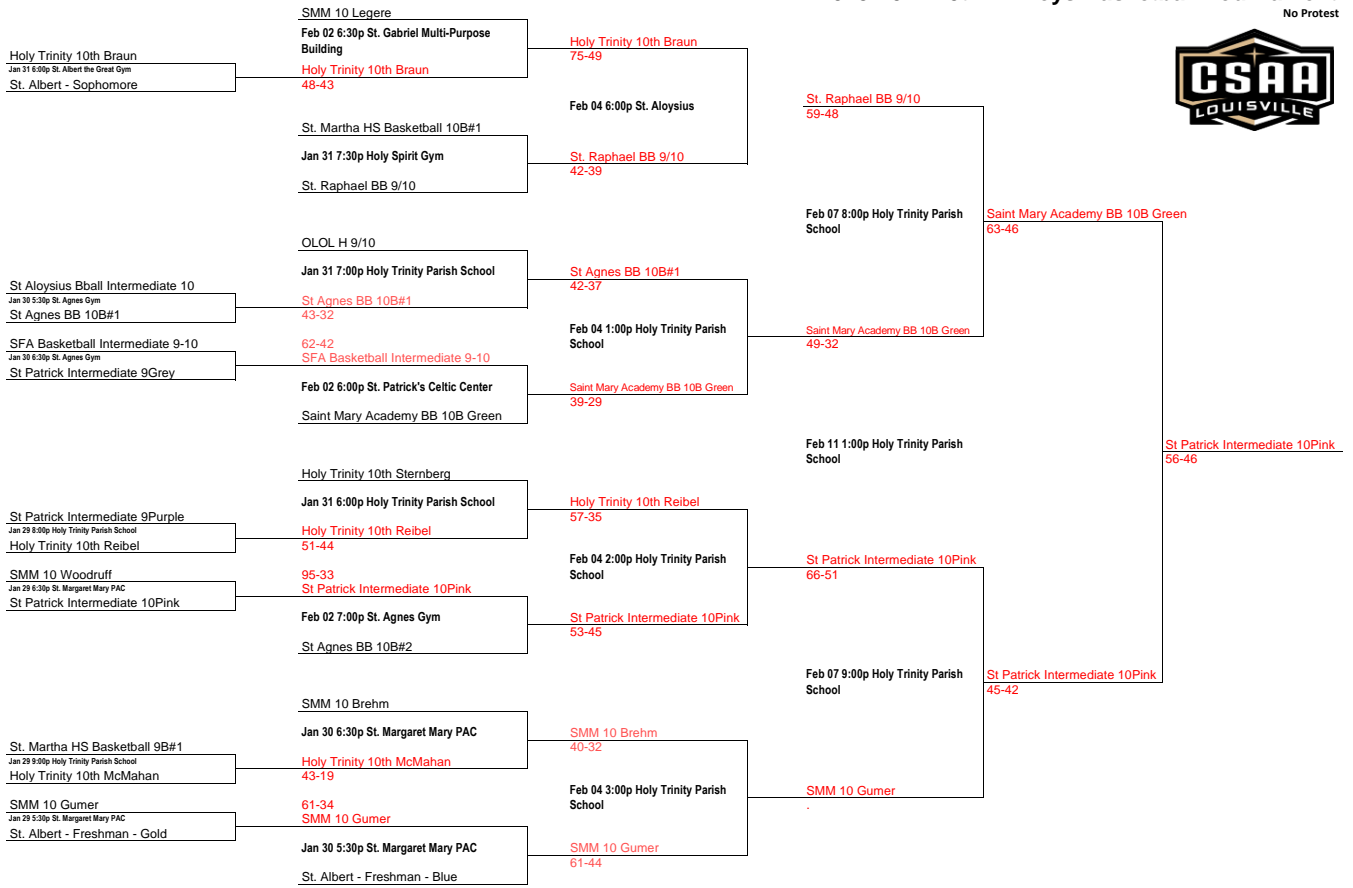 No Protest
CSAA
LOUISVILLE
SMM 10 Legere
Feb 02 6:30p St. Gabriel Multi-Purpose
Building
Holy Trinity 10th Braun
75-49
Holy Trinity 10th Braun
Jan 31 6:00p St. Albert the Great Gym
St. Albert - Sophomore
Holy Trinity 10th Braun
48-43
Feb 04 6:00p St. Aloysius
St. Raphael BB 9/10
59-48
St. Martha HS Basketball 10B#1
Jan 31 7:30p Holy Spirit Gym
St. Raphael BB 9/10
42-39
St. Raphael BB 9/10
Feb 07 8:00p Holy Trinity Parish
School
Saint Mary Academy BB 10B Green
63-46
OLOL H 9/10
Jan 31 7:00p Holy Trinity Parish School
St Agnes BB 10B#1
42-37
St Aloysius Bball Intermediate 10
Jan 30 5:30p St. Agnes Gym
St Agnes BB 10B#1
St Agnes BB 10B#1
43-32
Feb 04 1:00p Holy Trinity Parish
School
Saint Mary Academy BB 10B Green
49-32
SFA Basketball Intermediate 9-10
Jan 30 6:30p St. Agnes Gym
St Patrick Intermediate 9Grey
62-42
SFA Basketball Intermediate 9-10
Feb 02 6:00p St. Patrick's Celtic Center
Saint Mary Academy BB 10B Green
39-29
Saint Mary Academy BB 10B Green
Feb 11 1:00p Holy Trinity Parish
School
St Patrick Intermediate 10Pink
56-46
Holy Trinity 10th Sternberg
Jan 31 6:00p Holy Trinity Parish School
Holy Trinity 10th Reibel
57-35
St Patrick Intermediate 9Purple
Jan 29 8:00p Holy Trinity Parish School
Holy Trinity 10th Reibel
Holy Trinity 10th Reibel
51-44
Feb 04 2:00p Holy Trinity Parish
School
St Patrick Intermediate 10Pink
66-51
SMM 10 Woodruff
Jan 29 6:30p St. Margaret Mary PAC
St Patrick Intermediate 10Pink
95-33
St Patrick Intermediate 10Pink
Feb 02 7:00p St. Agnes Gym
St Patrick Intermediate 10Pink
53-45
St Agnes BB 10B#2
Feb 07 9:00p Holy Trinity Parish
School
St Patrick Intermediate 10Pink
45-42
SMM 10 Brehm
Jan 30 6:30p St. Margaret Mary PAC
SMM 10 Brehm
40-32
St. Martha HS Basketball 9B#1
Jan 29 9:00p Holy Trinity Parish School
Holy Trinity 10th McMahan
Holy Trinity 10th McMahan
43-19
Feb 04 3:00p Holy Trinity Parish
School
SMM 10 Gumer
.
SMM 10 Gumer
Jan 29 5:30p St. Margaret Mary PAC
St. Albert - Freshman - Gold
61-34
SMM 10 Gumer
Jan 30 5:30p St. Margaret Mary PAC
SMM 10 Gumer
61-44
St. Albert - Freshman - Blue